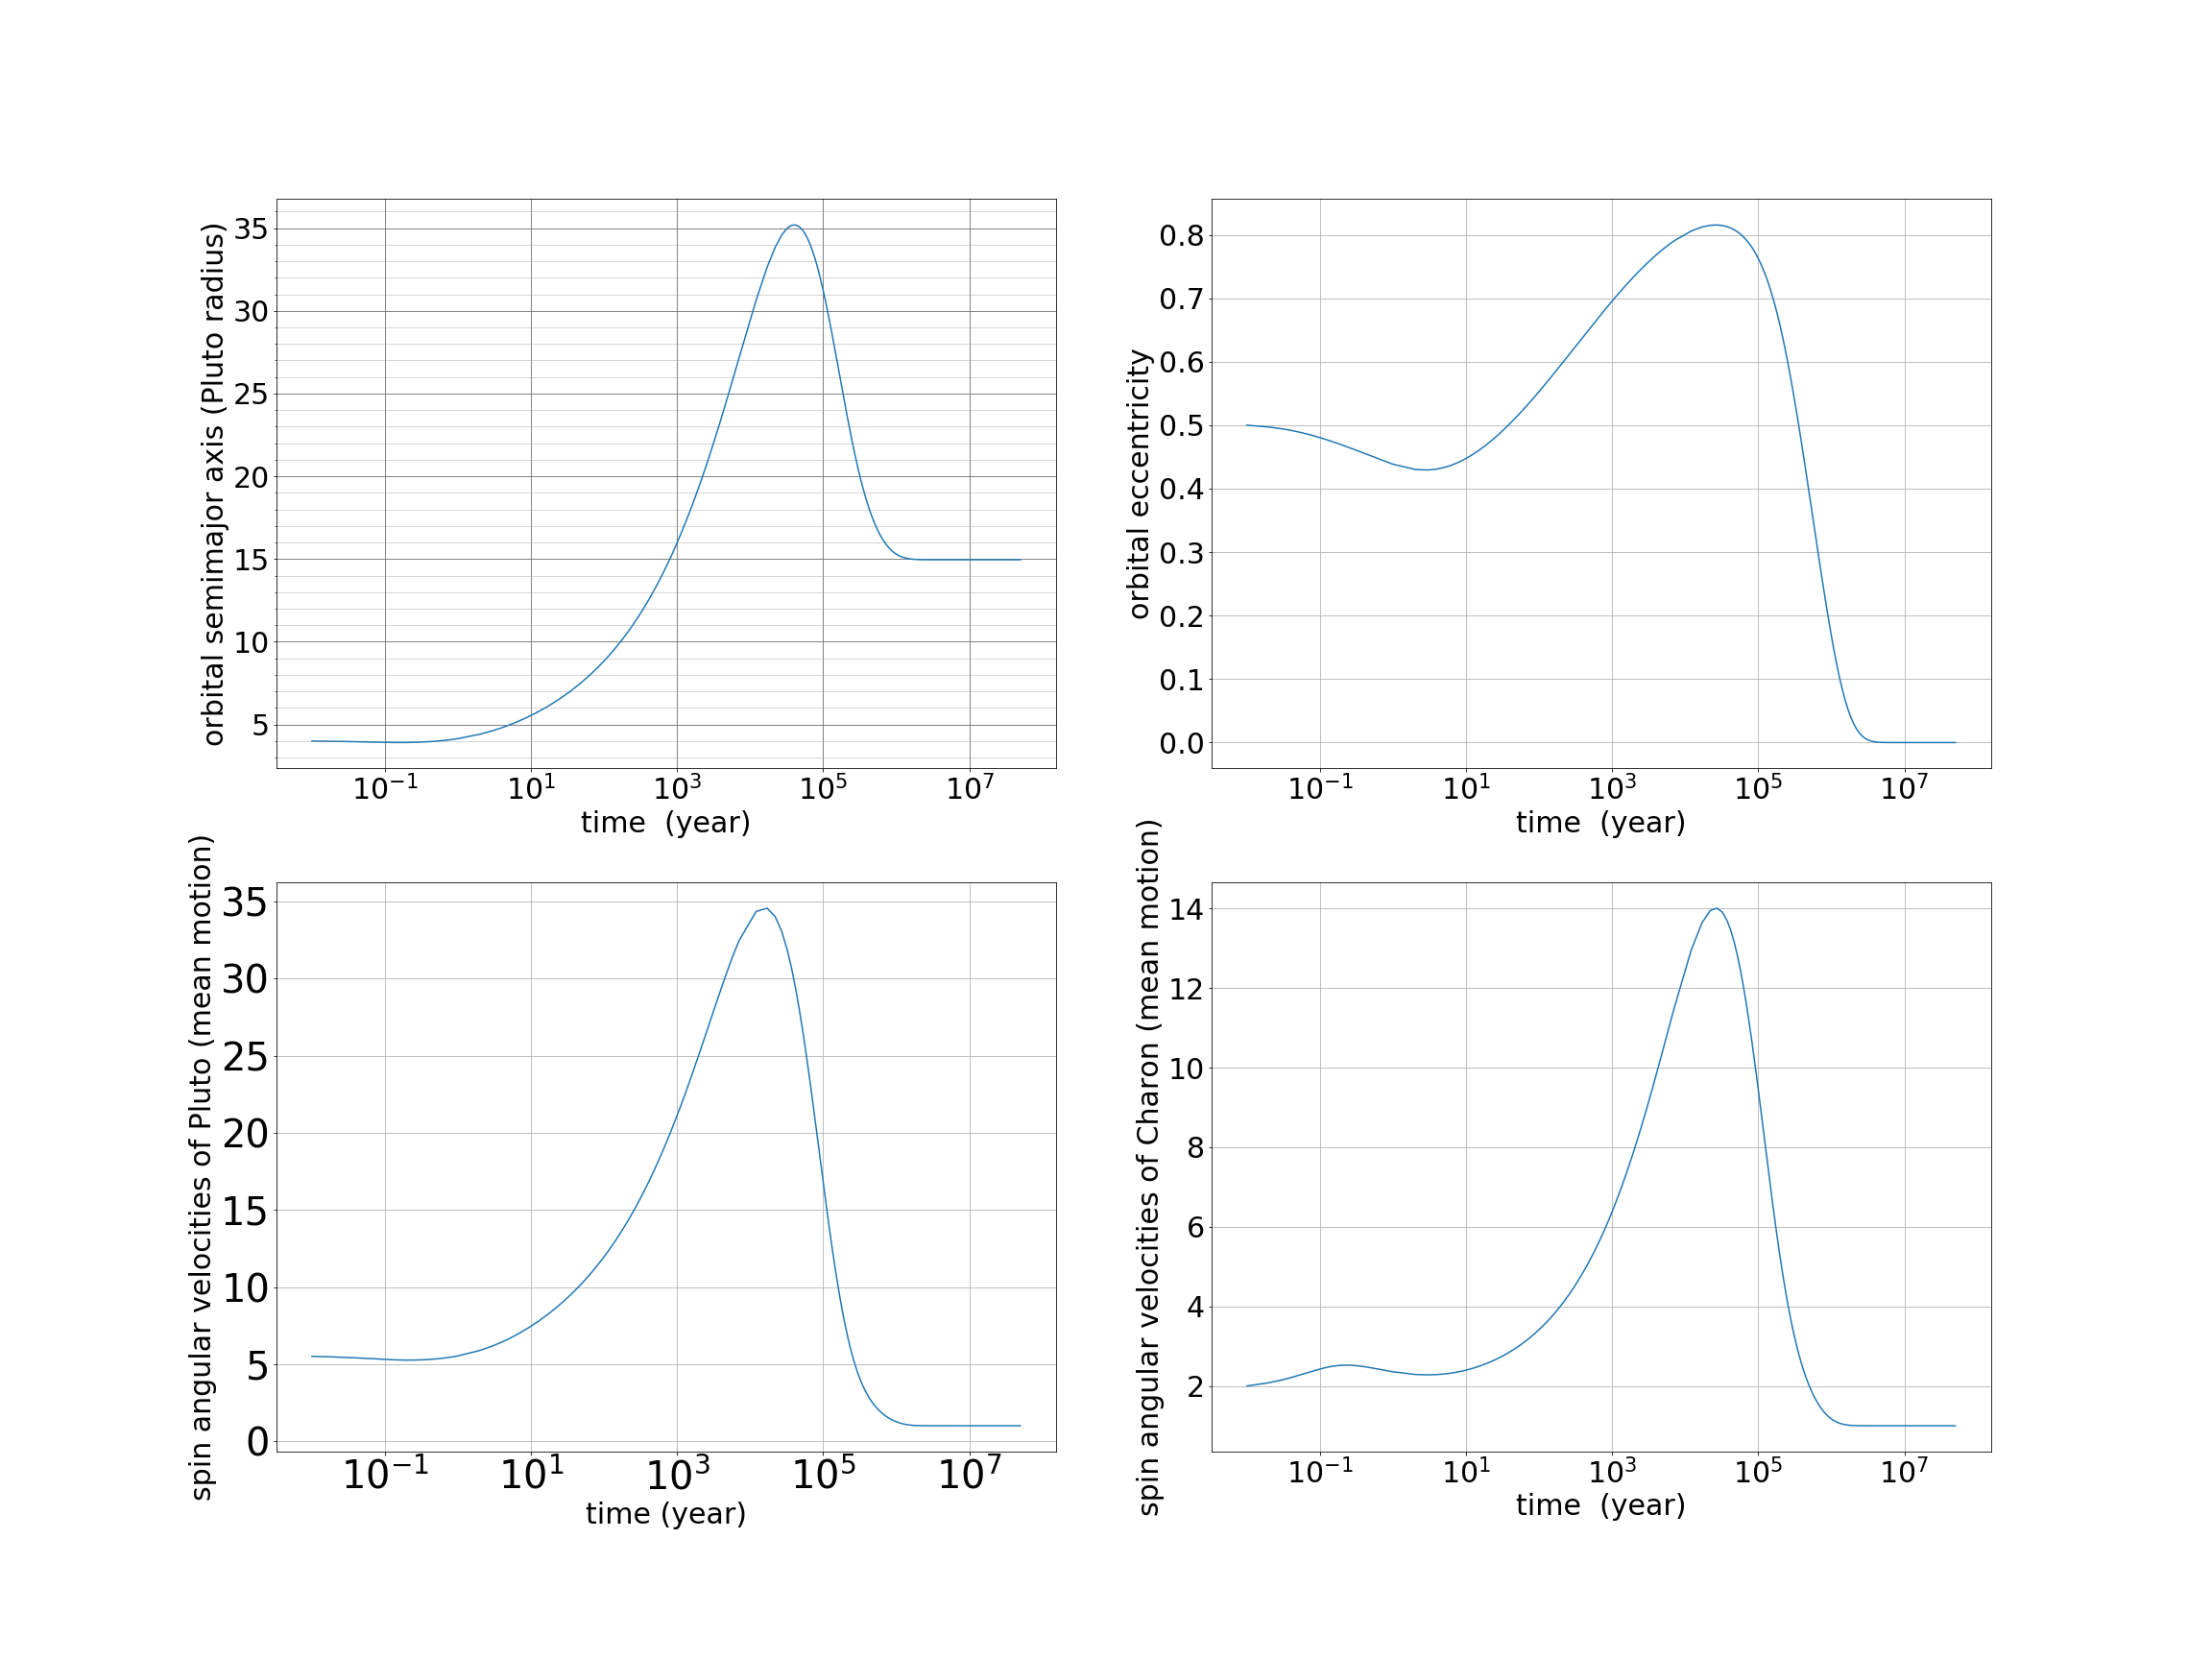 orbital semimajor axis (Pluto radius)
35
30
25
20
15
10
5
10⁻¹ 10¹ 10³ 10⁵ 10⁷
time (year)
orbital eccentricity
0.8
0.7
0.6
0.5
0.4
0.3
0.2
0.1
0.0
10⁻¹ 10¹ 10³ 10⁵ 10⁷
time (year)
spin angular velocities of Pluto (mean motion)
35
30
25
20
15
10
5
0
10⁻¹ 10¹ 10³ 10⁵ 10⁷
time (year)
spin angular velocities of Charon (mean motion)
14
12
10
8
6
4
2
10⁻¹ 10¹ 10³ 10⁵ 10⁷
time (year)